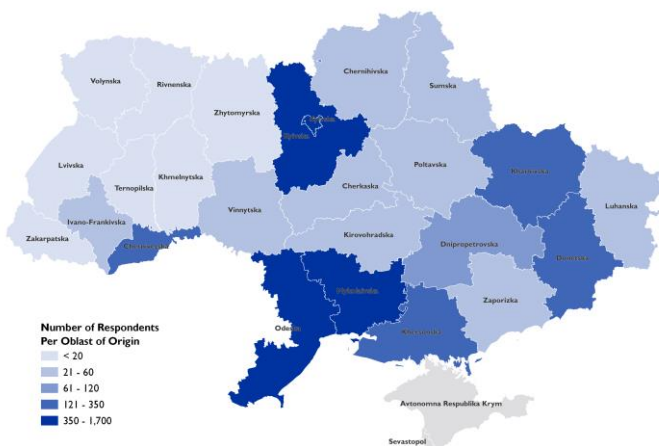 Volynska
Rivnenska
Zhytomyrska
Chernihivska
Sumska
Kyivska
Lvivska
Ternopilska
Khmelnytska
Cherkaska
Poltavska
Kharkivska
Luhanska
Ivano-Frankivska
Vinnytska
Zakarpatska
Chernivetska
Kirovohradska
Dnipropetrovska
Donetska
Mykolaivska
Zaporizka
Odeska
Khersonska
Number of Respondents
Per Oblast of Origin
< 20
21 - 60
61 - 120
121 - 350
350 - 1,700
Avtonomna Respublika Krym
Sevastopol